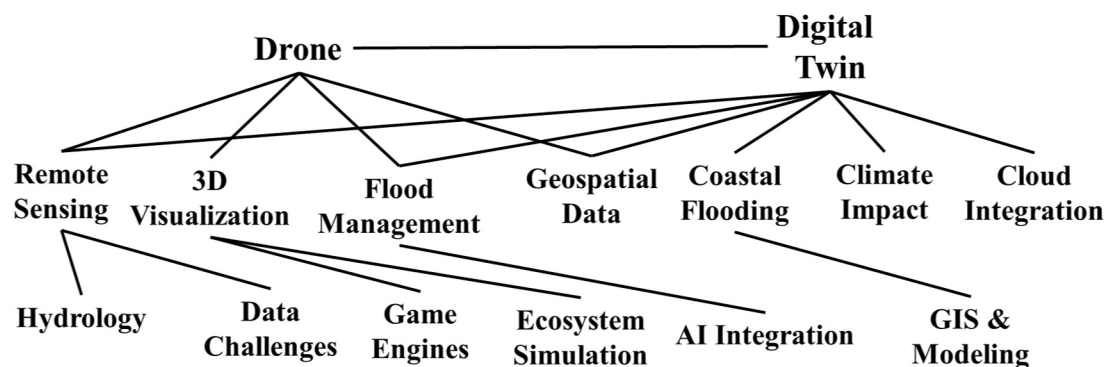 Drone
Digital
Twin
Remote
Sensing
3D
Visualization
Flood
Management
Geospatial
Data
Coastal
Flooding
Climate
Impact
Cloud
Integration
Hydrology
Data
Challenges
Game
Engines
Ecosystem
Simulation
AI Integration
GIS &
Modeling